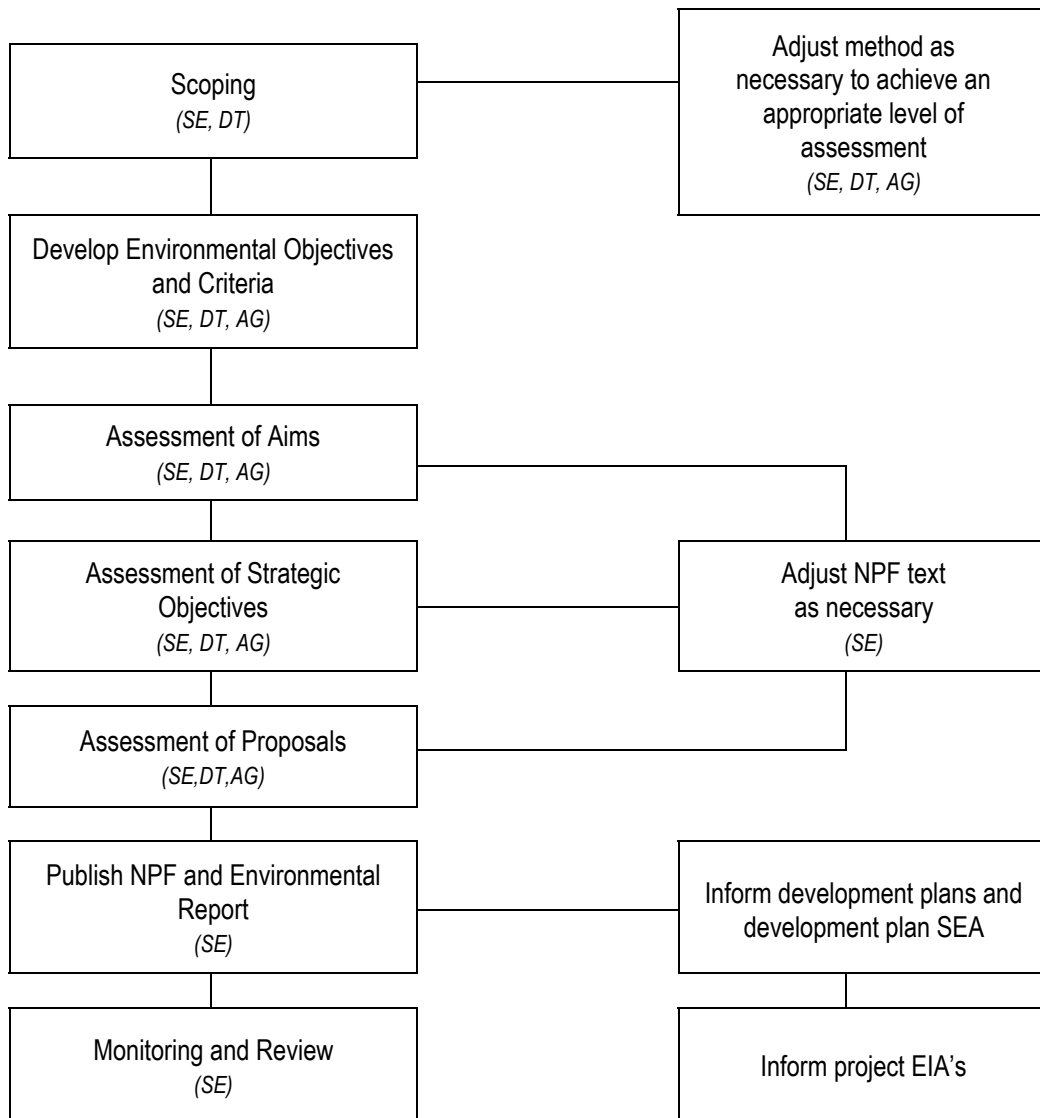 Scoping
(SE, DT)
Adjust method as
necessary to achieve an
appropriate level of
assessment
(SE, DT, AG)
Develop Environmental Objectives
and Criteria
(SE, DT, AG)
Assessment of Aims
(SE, DT, AG)
Assessment of Strategic
Objectives
(SE, DT, AG)
Adjust NPF text
as necessary
(SE)
Assessment of Proposals
(SE,DT,AG)
Publish NPF and Environmental
Report
(SE)
Inform development plans and
development plan SEA
Monitoring and Review
(SE)
Inform project EIA's